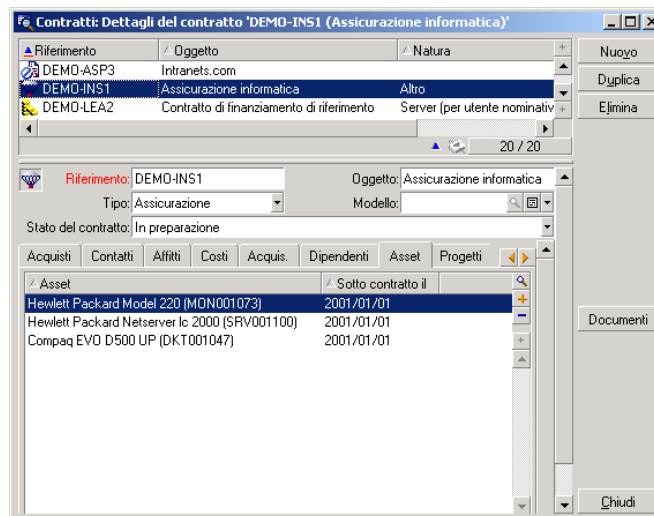 Contratti: Dettagli del contratto 'DEMO-INS1 (Assicurazione informatica)'
Riferimento Oggetto Natura
DEMO-ASP3 Intranets.com
DEMO-INS1 Assicurazione informatica Altro
DEMO-LEA2 Contratto di finanziamento di riferimento Server (per utente nominativ
20 / 20
Nuovo
Duplica
Elimina
Riferimento: DEMO-INS1 Oggetto: Assicurazione informatica
Tipo: Assicurazione Modello:
Stato del contratto: In preparazione
Acquisti Contatti Affitti Costi Acquis. Dipendenti Asset Progetti
Asset Sotto contratto il
Hewlett Packard Model 220 (MON001073) 2001/01/01
Hewlett Packard Netserver lc 2000 (SRV001100) 2001/01/01
Compaq EVO D500 UP (DKT001047) 2001/01/01
Documenti
Chiudi